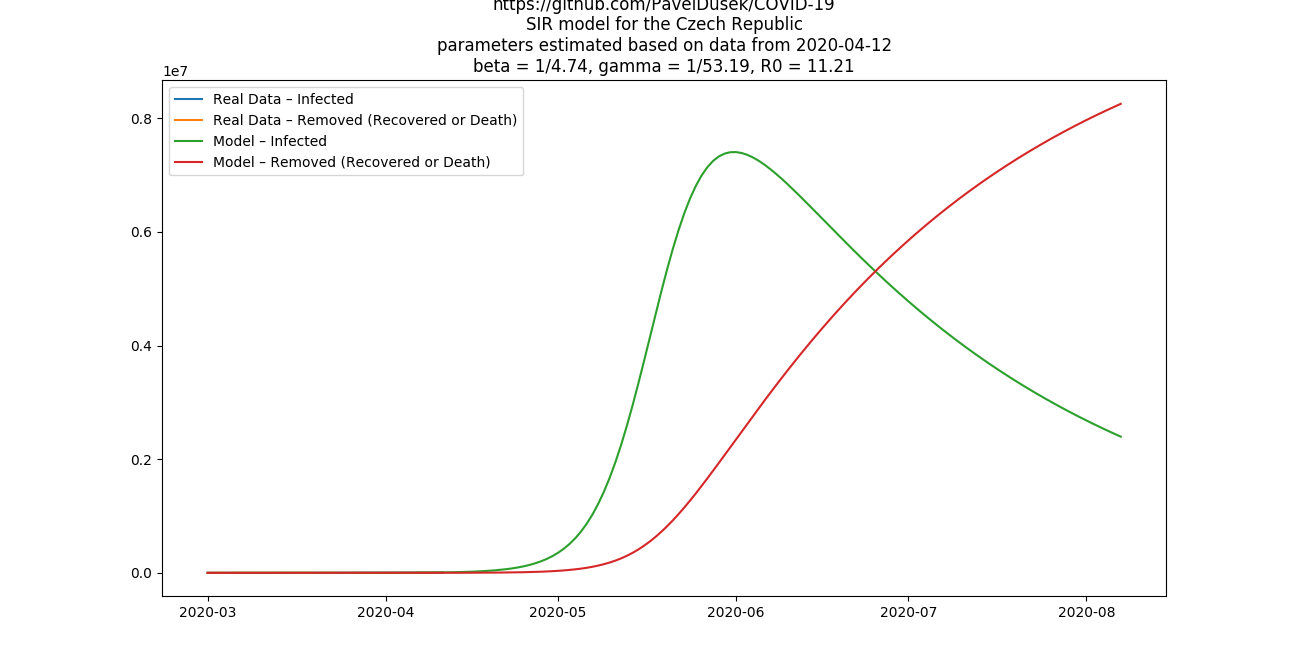 https://github.com/PavelDusek/COVID-19
SIR model for the Czech Republic
parameters estimated based on data from 2020-04-12
beta = 1/4.74, gamma = 1/53.19, R0 = 11.21
1e7
Real Data – Infected
Real Data – Removed (Recovered or Death)
Model – Infected
Model – Removed (Recovered or Death)
0.8
0.6
0.4
0.2
0.0
2020-03 2020-04 2020-05 2020-06 2020-07 2020-08